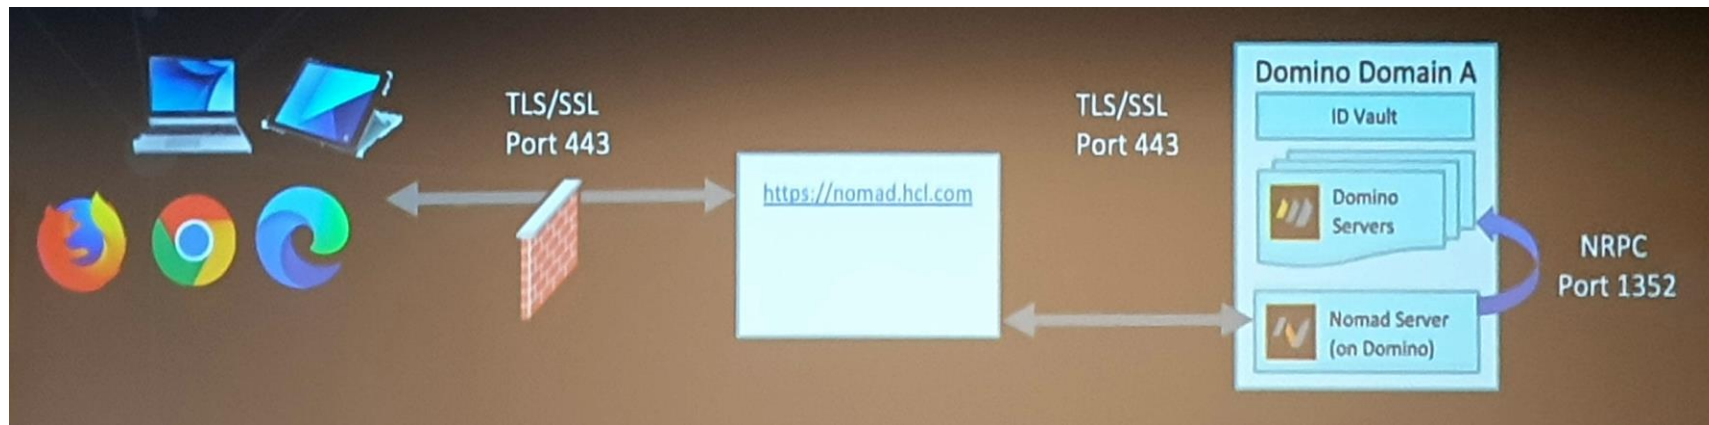 TLS/SSL
Port 443
https://nomad.hcl.com
TLS/SSL
Port 443
Domino Domain A
ID Vault
Domino
Servers
Nomad Server
(on Domino)
NRPC
Port 1352